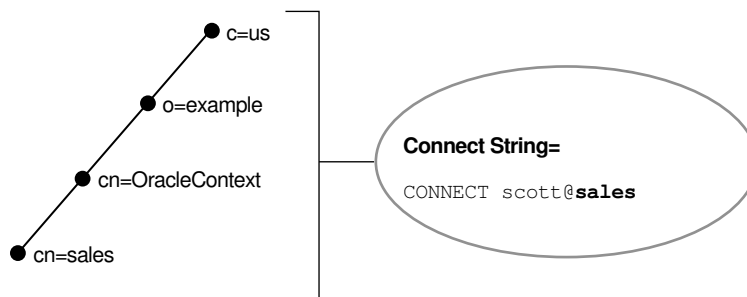 c=us
o=example
cn=OracleContext
cn=sales
Connect String=
CONNECT scott@sales